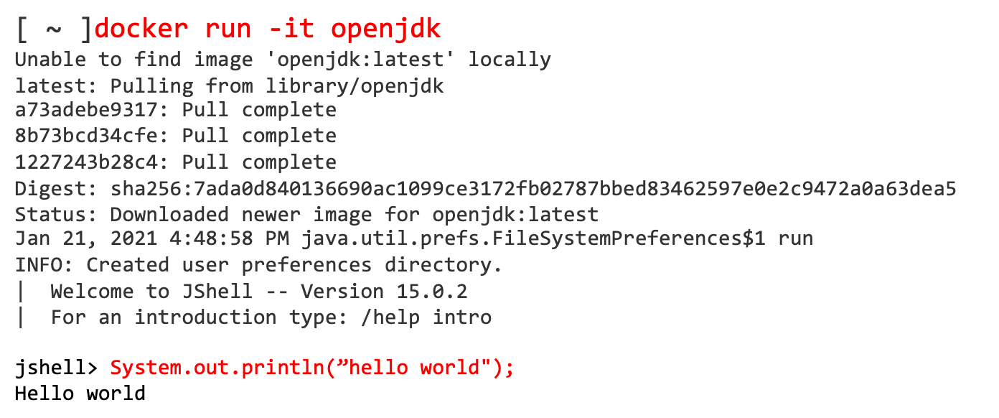 [ ~ ]docker run -it openjdk
Unable to find image 'openjdk:latest' locally
latest: Pulling from library/openjdk
a73adebe9317: Pull complete
8b73bcd34cfe: Pull complete
1227243b28c4: Pull complete
Digest: sha256:7ada0d840136690ac1099ce3172fb02787bbed83462597e0e2c9472a0a63dea5
Status: Downloaded newer image for openjdk:latest
Jan 21, 2021 4:48:58 PM java.util.prefs.FileSystemPreferences$1 run
INFO: Created user preferences directory.
|  Welcome to JShell -- Version 15.0.2
|  For an introduction type: /help intro
jshell> System.out.println(”hello world");
Hello world